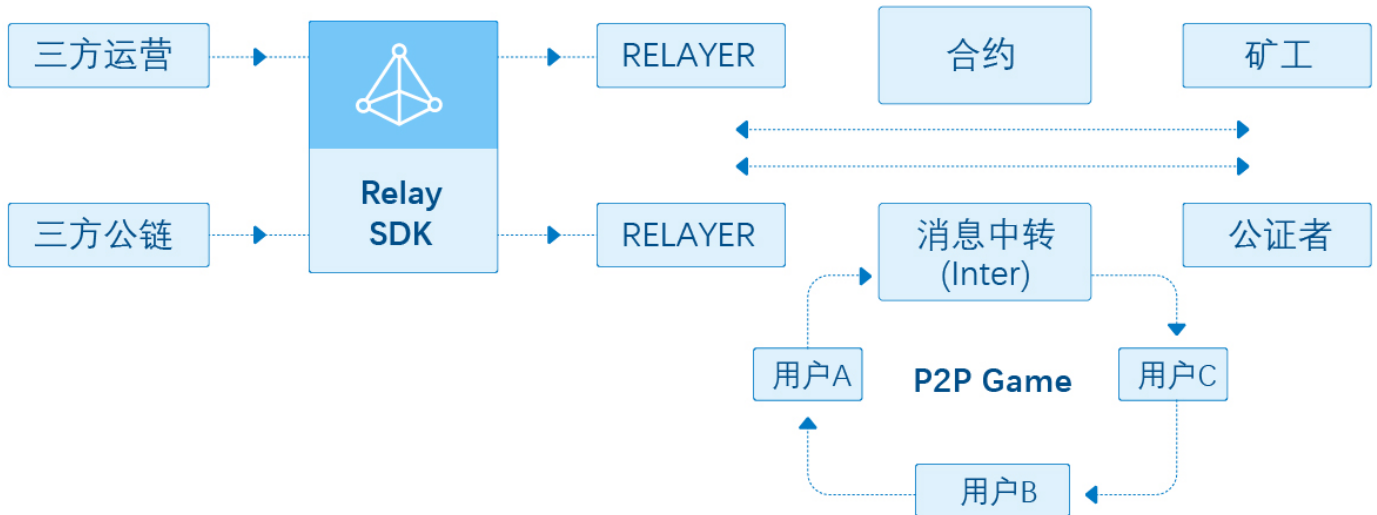 三方运营
RELAYER
合约
矿工
Relay
SDK
三方公链
RELAYER
消息中转
(Inter)
公证者
用户A
P2P Game
用户C
用户B